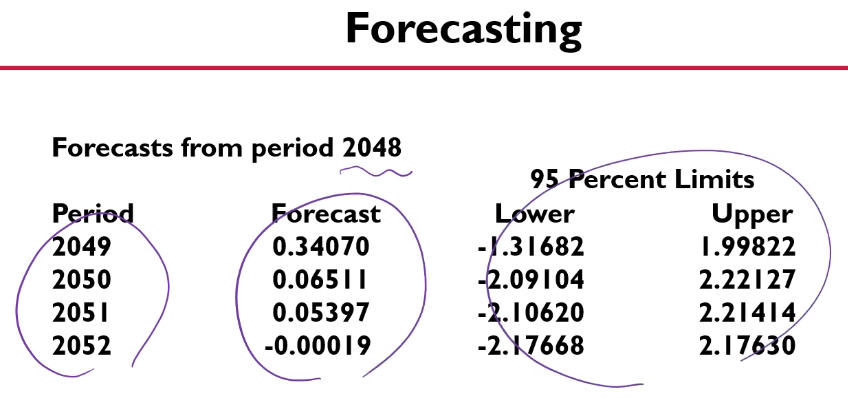 Forecasting
Forecasts from period 2048
95 Percent Limits
Period Forecast Lower Upper
2049 0.34070 -1.31682 1.99822
2050 0.06511 -2.09104 2.22127
2051 0.05397 -2.10620 2.21414
2052 -0.00019 -2.17668 2.17630